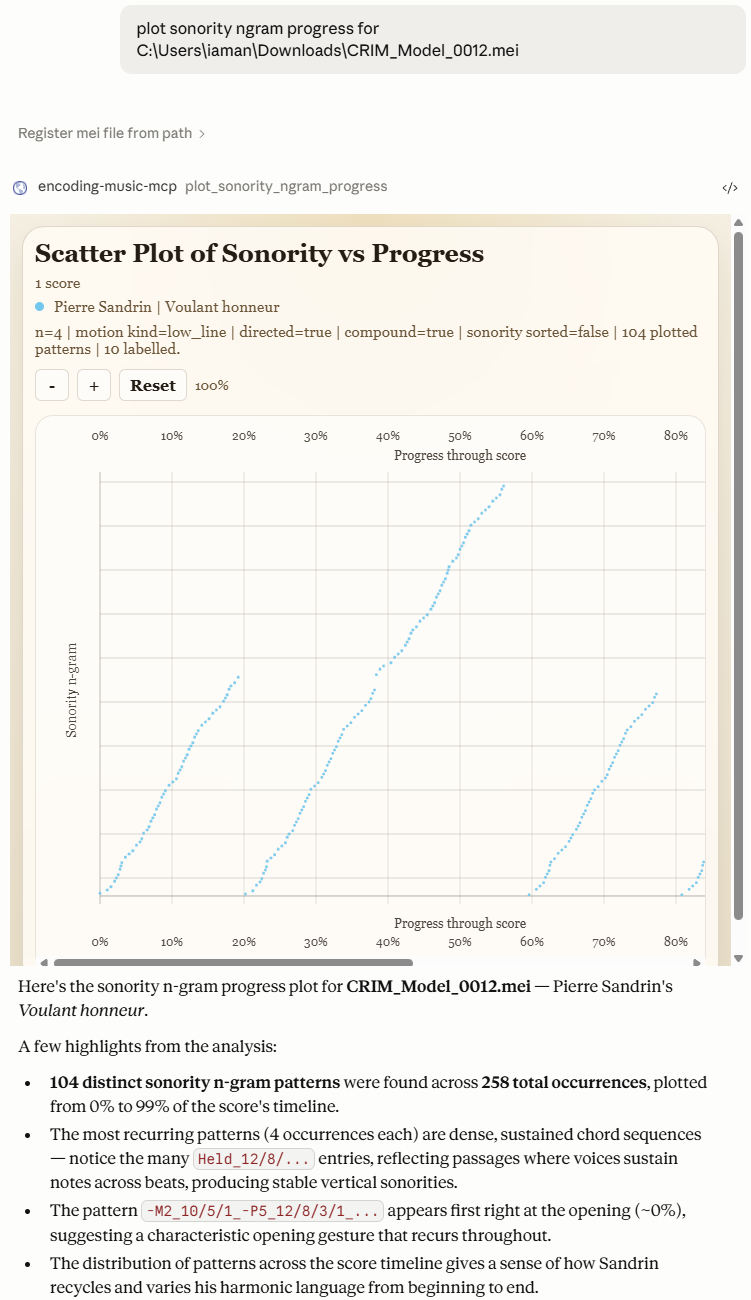 plot sonority ngram progress for
C:\Users\iaman\Downloads\CRIM_Model_0012.mei
Register mei file from path >
encoding-music-mcp plot_sonority_ngram_progress </>
Scatter Plot of Sonority vs Progress
1 score
Pierre Sandrin | Voulant honneur
n=4 | motion kind=low_line | directed=true | compound=true | sonority sorted=false | 104 plotted
patterns | 10 labelled.
- + Reset 100%
0% 10% 20% 30% 40% 50% 60% 70% 80%
Progress through score
Sonority n-gram
Progress through score
0% 10% 20% 30% 40% 50% 60% 70% 80%
Here's the sonority n-gram progress plot for CRIM_Model_0012.mei — Pierre Sandrin's
Voulant honneur.
A few highlights from the analysis:
• 104 distinct sonority n-gram patterns were found across 258 total occurrences, plotted
from 0% to 99% of the score's timeline.
• The most recurring patterns (4 occurrences each) are dense, sustained chord sequences
— notice the many Held_12/8/... entries, reflecting passages where voices sustain
notes across beats, producing stable vertical sonorities.
• The pattern -M2_10/5/1_-P5_12/8/3/1_... appears first right at the opening (~0%),
suggesting a characteristic opening gesture that recurs throughout.
• The distribution of patterns across the score timeline gives a sense of how Sandrin
recycles and varies his harmonic language from beginning to end.